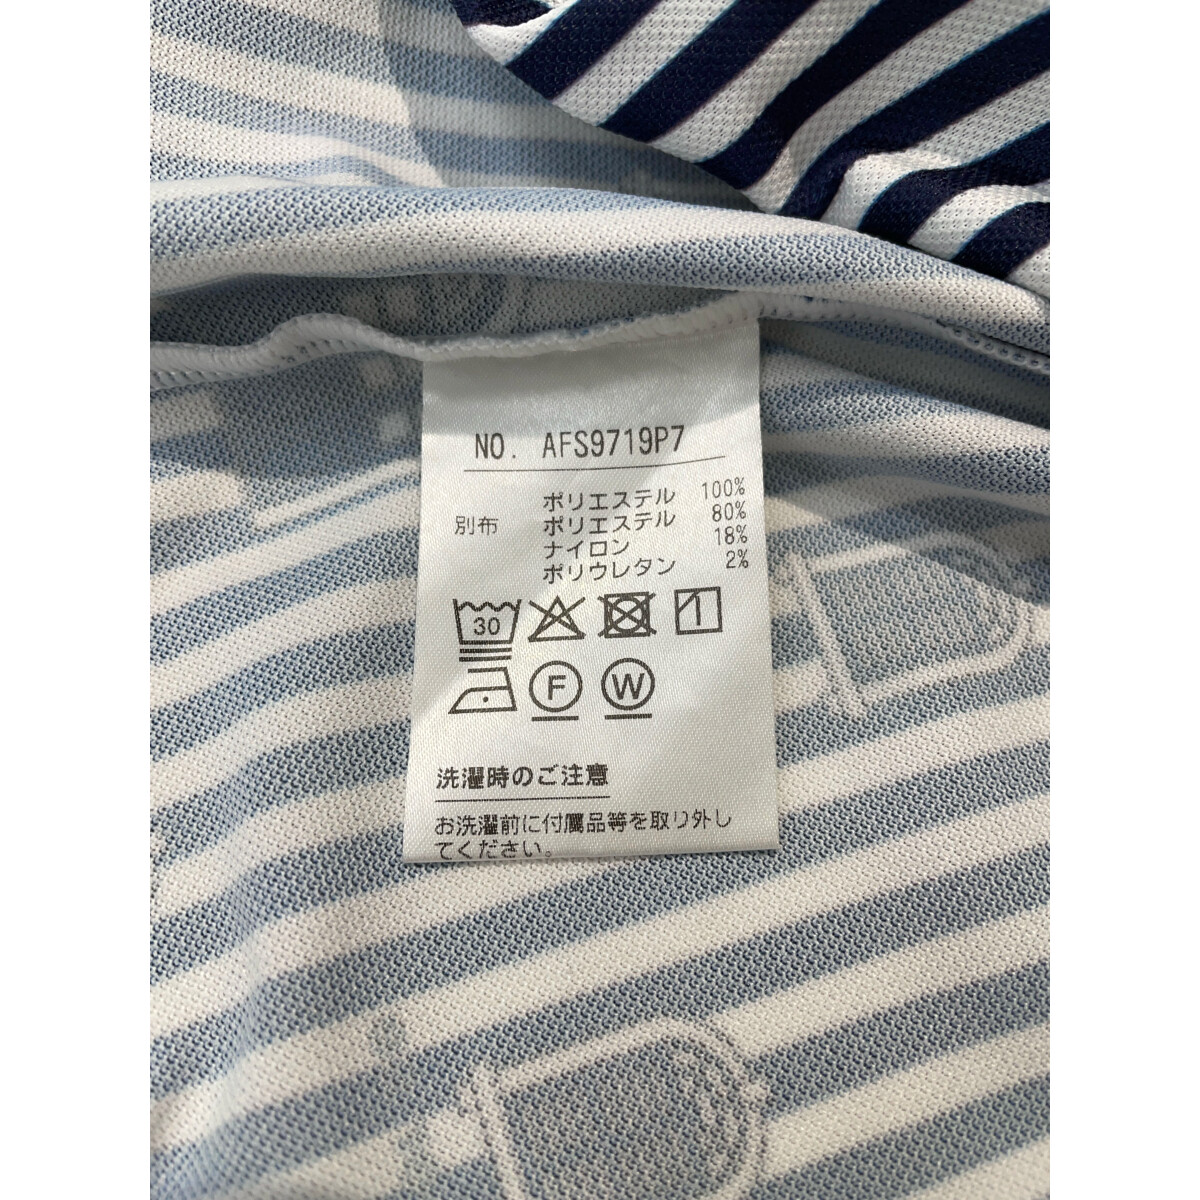 NO. AFS9719P7
ポリエステル 100%
別布 ポリエステル 80%
ナイロン 18%
ポリウレタン 2%
30
F W
洗濯時のご注意
お洗濯前に付属品等を取り外し
てください。